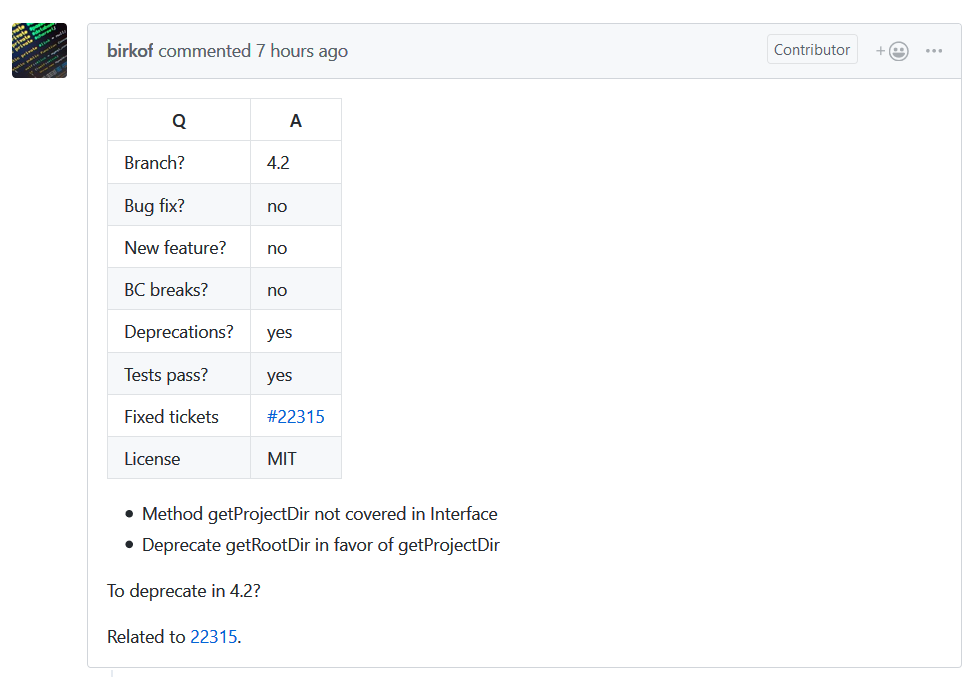 birkof commented 7 hours ago
Contributor
Q A
Branch? 4.2
Bug fix? no
New feature? no
BC breaks? no
Deprecations? yes
Tests pass? yes
Fixed tickets #22315
License MIT
• Method getProjectDir not covered in Interface
• Deprecate getRootDir in favor of getProjectDir
To deprecate in 4.2?
Related to 22315.